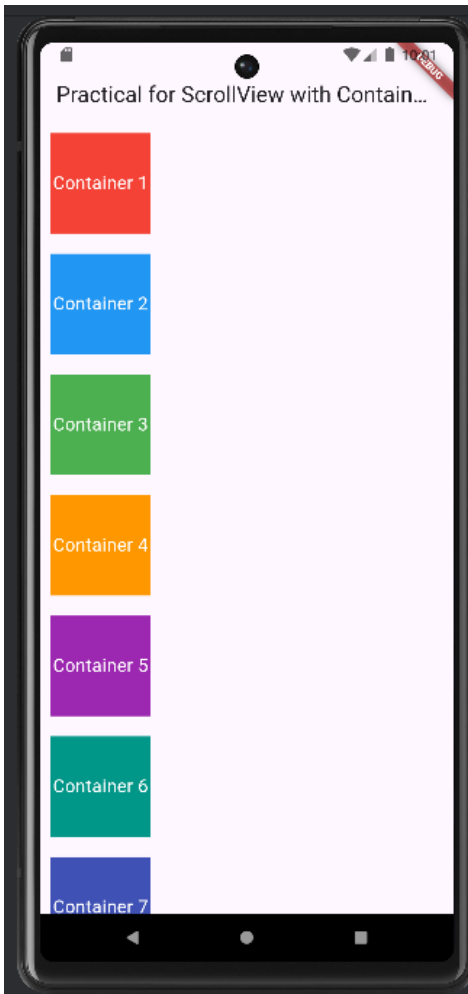 10:01
DEBUG
Practical for ScrollView with Contain...
Container 1
Container 2
Container 3
Container 4
Container 5
Container 6
Container 7